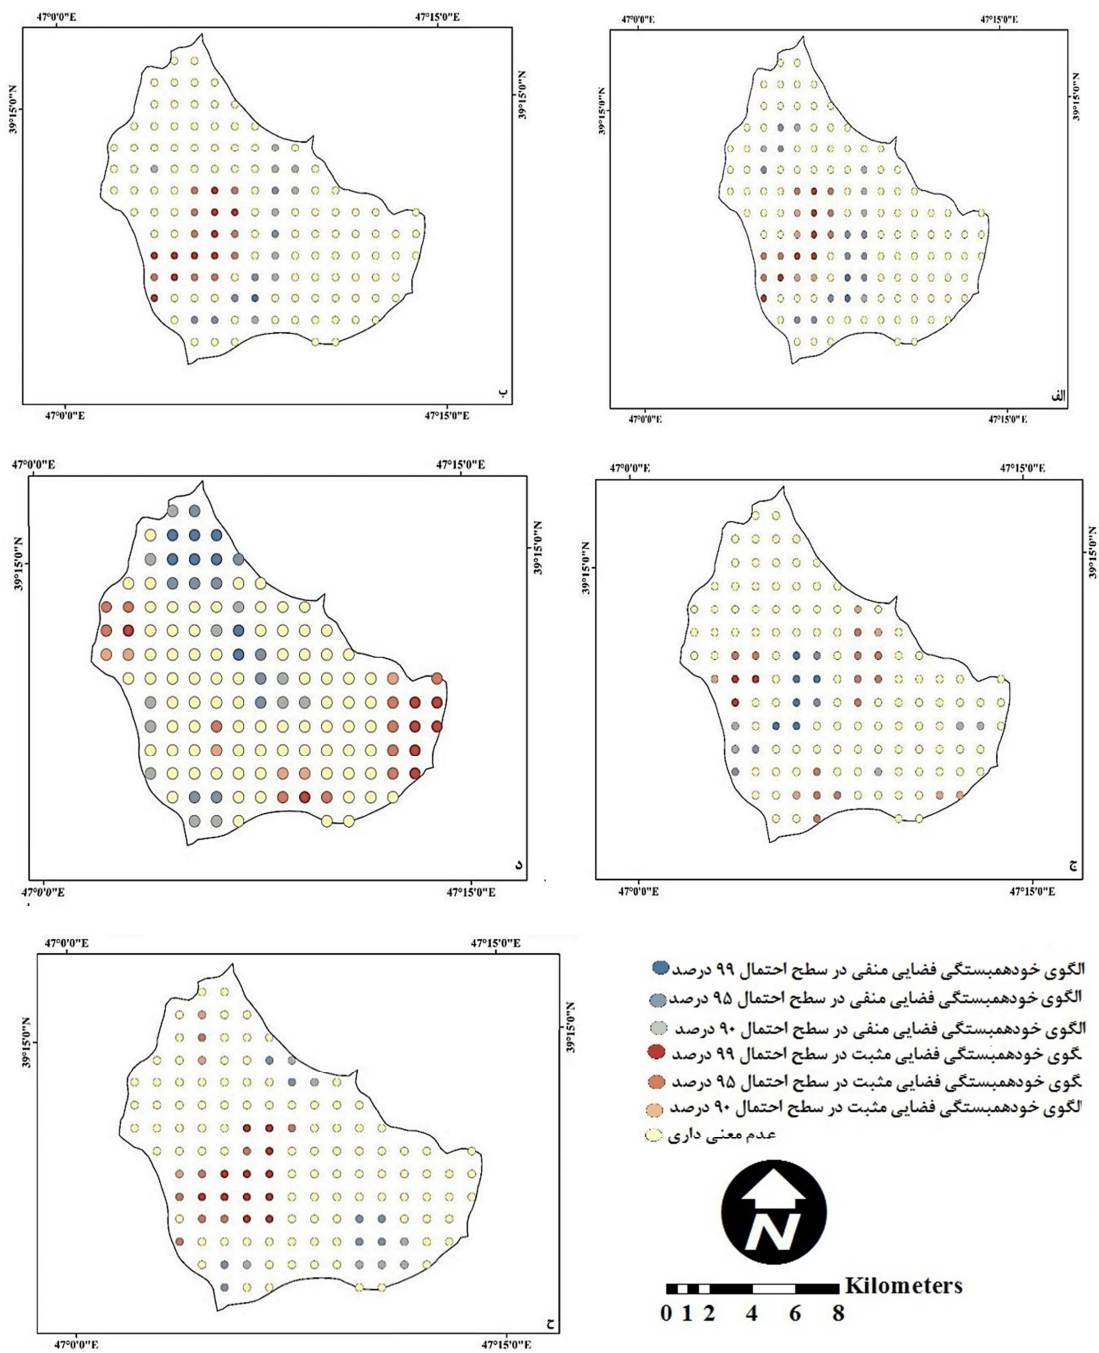 47°0'0"E 47°15'0"E
39°15'0"N 39°15'0"N
ب
47°0'0"E 47°15'0"E
47°0'0"E 47°15'0"E
39°15'0"N 39°15'0"N
الف
47°0'0"E 47°15'0"E
47°0'0"E 47°15'0"E
39°15'0"N 39°15'0"N
د
47°0'0"E 47°15'0"E
47°0'0"E 47°15'0"E
39°15'0"N 39°15'0"N
ج
47°0'0"E 47°15'0"E
47°0'0"E 47°15'0"E
39°15'0"N 39°15'0"N
ح
47°0'0"E 47°15'0"E
الگوی خودهمبستگی فضایی منفی در سطح احتمال ۹۹ درصد
الگوی خودهمبستگی فضایی منفی در سطح احتمال ۹۵ درصد
الگوی خودهمبستگی فضایی منفی در سطح احتمال ۹۰ درصد
گوی خودهمبستگی فضایی مثبت در سطح احتمال ۹۹ درصد
گوی خودهمبستگی فضایی مثبت در سطح احتمال ۹۵ درصد
الگوی خودهمبستگی فضایی مثبت در سطح احتمال ۹۰ درصد
عدم معنی داری
N
Kilometers
0 1 2 4 6 8